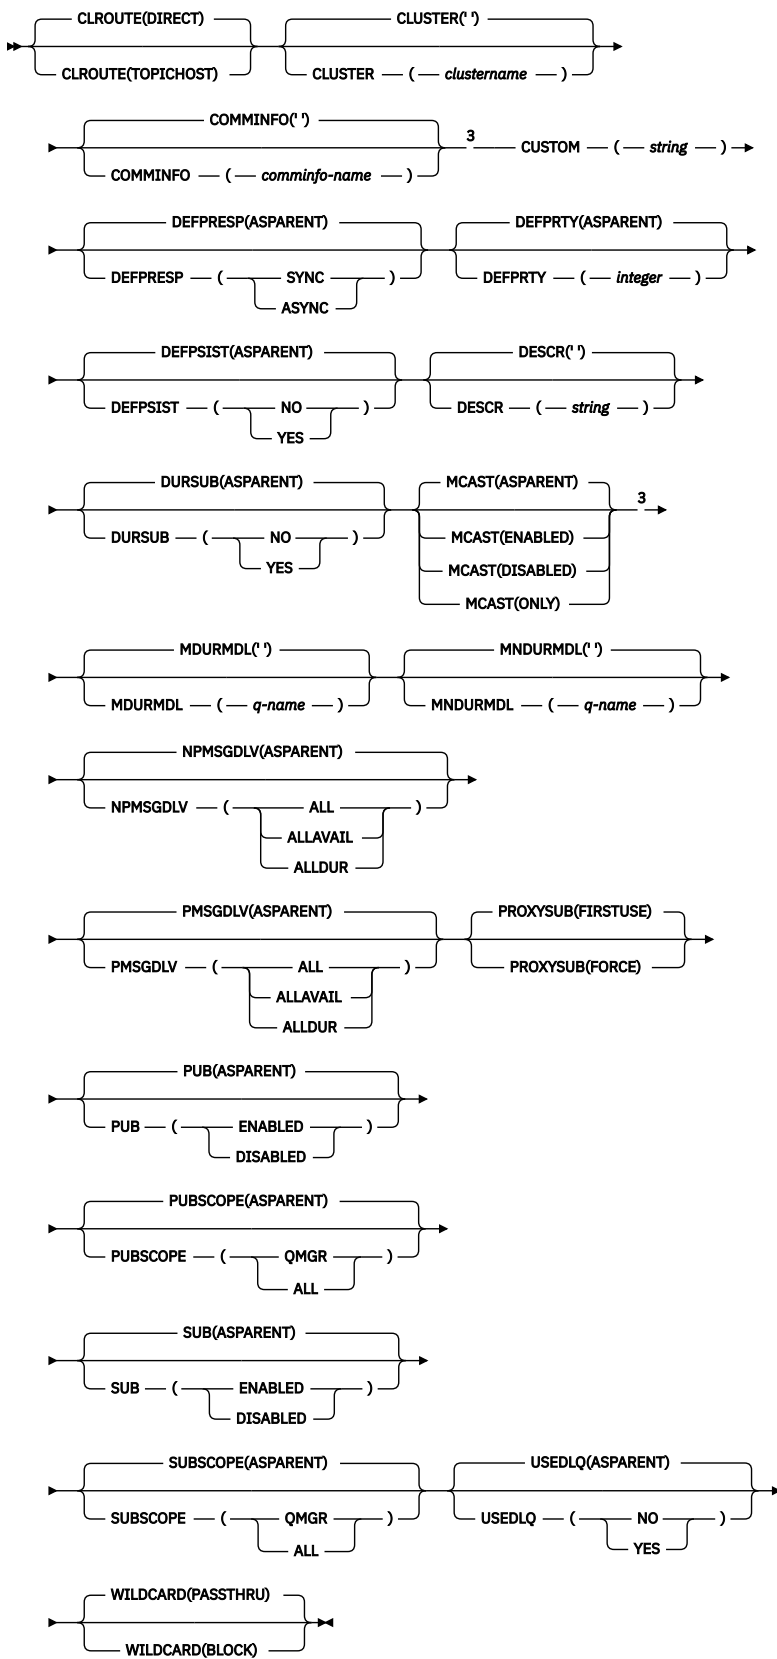 CLROUTE(DIRECT) CLUSTER(' ')
CLROUTE(TOPICHOST) CLUSTER ( clustername )
COMMINFO(' ') 3 CUSTOM ( string )
COMMINFO ( comminfo-name )
DEFPRESP(ASPARENT) DEFPRTY(ASPARENT)
DEFPRESP ( SYNC ) DEFPRTY ( integer )
ASYNC
DEFPSIST(ASPARENT) DESCR(' ')
DEFPSIST ( NO ) DESCR ( string )
YES
DURSUB(ASPARENT) MCAST(ASPARENT) 3
DURSUB ( NO ) MCAST(ENABLED)
YES MCAST(DISABLED)
MCAST(ONLY)
MDURMDL(' ') MNDURMDL(' ')
MDURMDL ( q-name ) MNDURMDL ( q-name )
NPMSGDLV(ASPARENT)
NPMSGDLV ( ALL )
ALLAVAIL
ALLDUR
PMSGDLV(ASPARENT) PROXYSUB(FIRSTUSE)
PMSGDLV ( ALL ) PROXYSUB(FORCE)
ALLAVAIL
ALLDUR
PUB(ASPARENT)
PUB ( ENABLED )
DISABLED
PUBSCOPE(ASPARENT)
PUBSCOPE ( QMGR )
ALL
SUB(ASPARENT)
SUB ( ENABLED )
DISABLED
SUBSCOPE(ASPARENT) USEDLQ(ASPARENT)
SUBSCOPE ( QMGR ) USEDLQ ( NO )
ALL YES
WILDCARD(PASSTHRU)
WILDCARD(BLOCK)